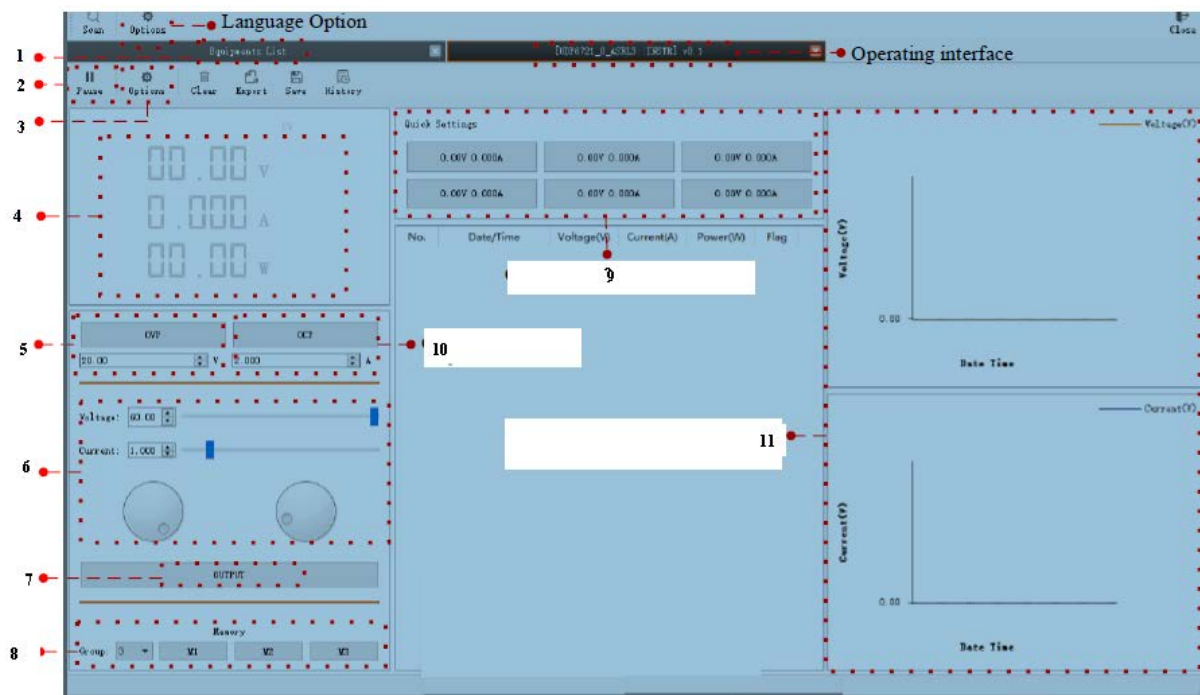 Scan
Options
Language Option
Close
1
Equipments List
Operating interface
2
Pause
Options
Clear
Export
Save
History
3
Quick Settings
Voltage(V)
0.00V 0.000A
0.00V 0.000A
0.00V 0.000A
00.00 V
4
0.000 A
0.00V 0.000A
0.00V 0.000A
0.00V 0.000A
00.00 W
No.
Date/Time
Voltage(V)
Current(A)
Power(W)
Flag
Voltage(V)
9
0.00
5
OVP
OCP
10
20.00
V
2.000
A
Date Time
Voltage:
60.00
Current(V)
11
Current:
1.000
6
Current(V)
7
OUTPUT
0.00
8
Memory
Group:
0
M1
M2
M3
Date Time